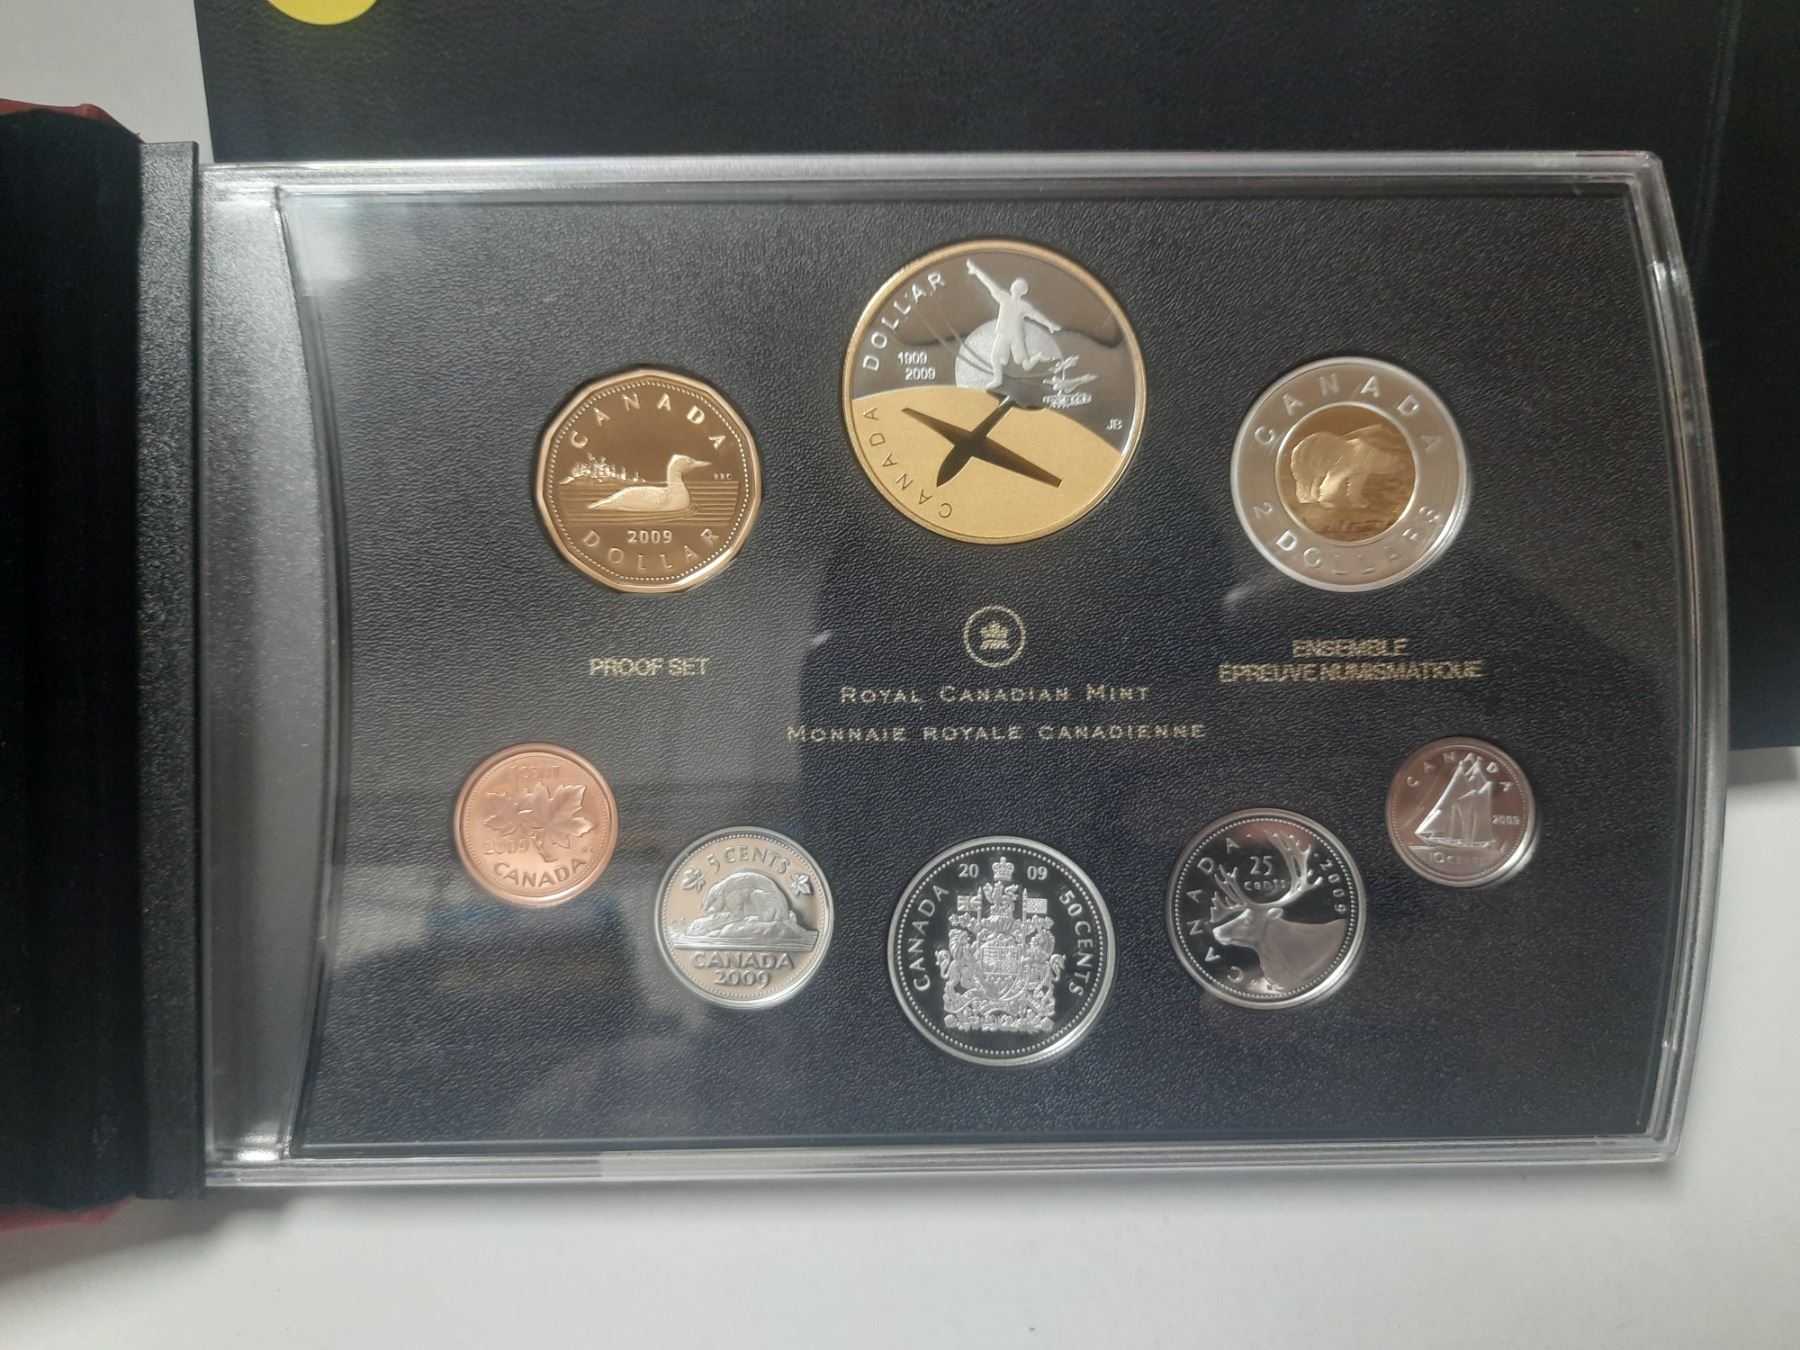 CANADA
DOLLAR
1909
2009
JB
CANADA
RRC
2009
DOLLAR
CANADA
2 DOLLARS
PROOF SET
ROYAL CANADIAN MINT
MONNAIE ROYALE CANADIENNE
ENSEMBLE
ÉPREUVE NUMISMATIQUE
1 CENT
2009
CANADA
5 CENTS
CANADA
2009
20 09
CANADA
50 CENTS
CANADA
25
CENTS
2009
CANADA
2009
10 CENTS